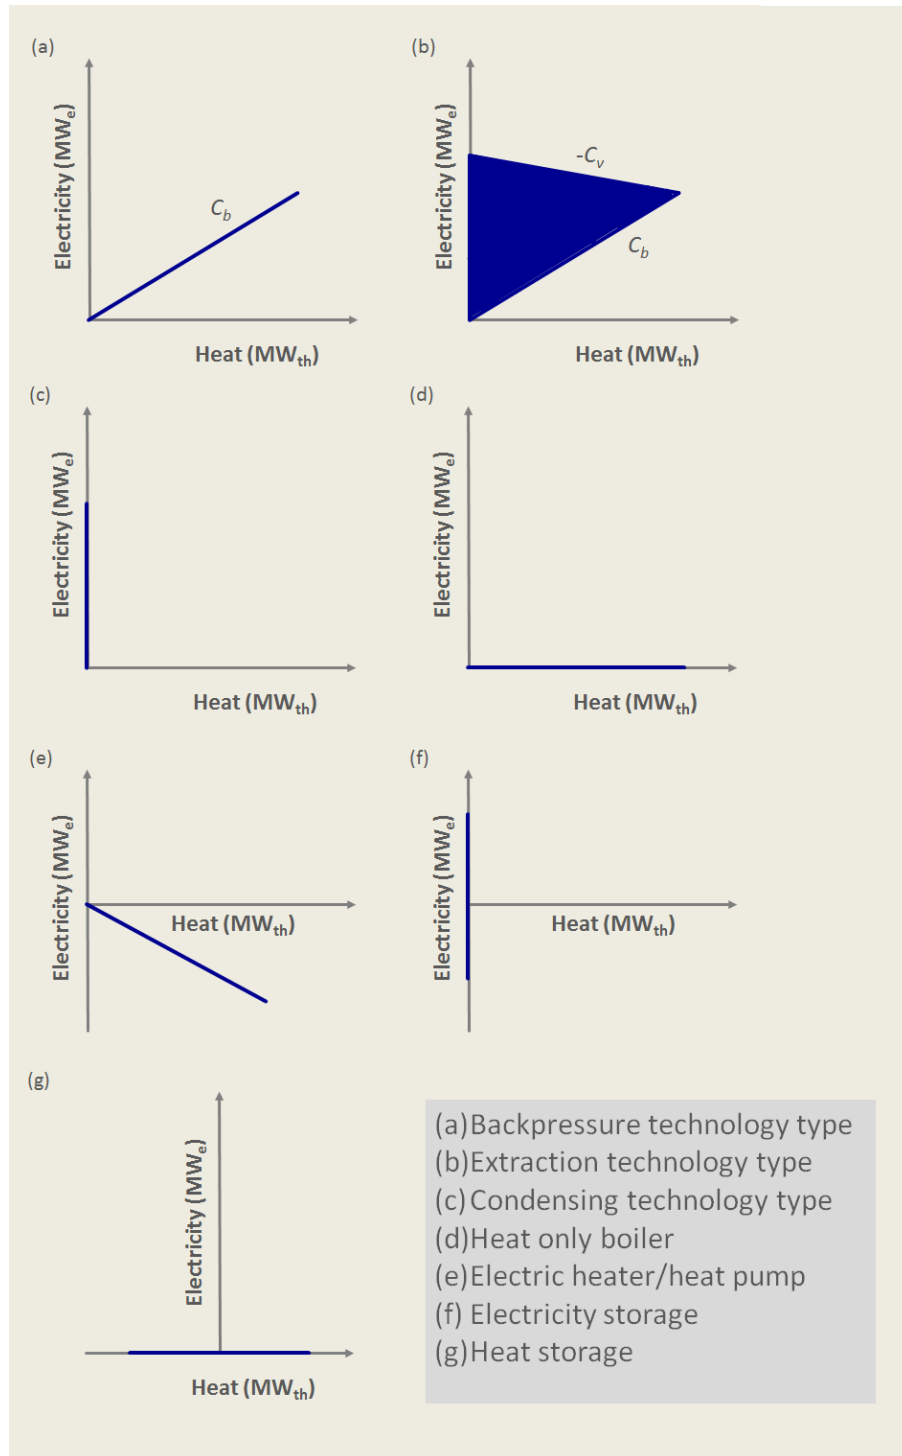 (a)
Electricity (MWe)
Cb
Heat (MWth)
(b)
Electricity (MWe)
-Cv
Cb
Heat (MWth)
(c)
Electricity (MWe)
Heat (MWth)
(d)
Electricity (MWe)
Heat (MWth)
(e)
Electricity (MWe)
Heat (MWth)
(f)
Electricity (MWe)
Heat (MWth)
(g)
Electricity (MWe)
Heat (MWth)
(a)Backpressure technology type
(b)Extraction technology type
(c)Condensing technology type
(d)Heat only boiler
(e)Electric heater/heat pump
(f) Electricity storage
(g)Heat storage